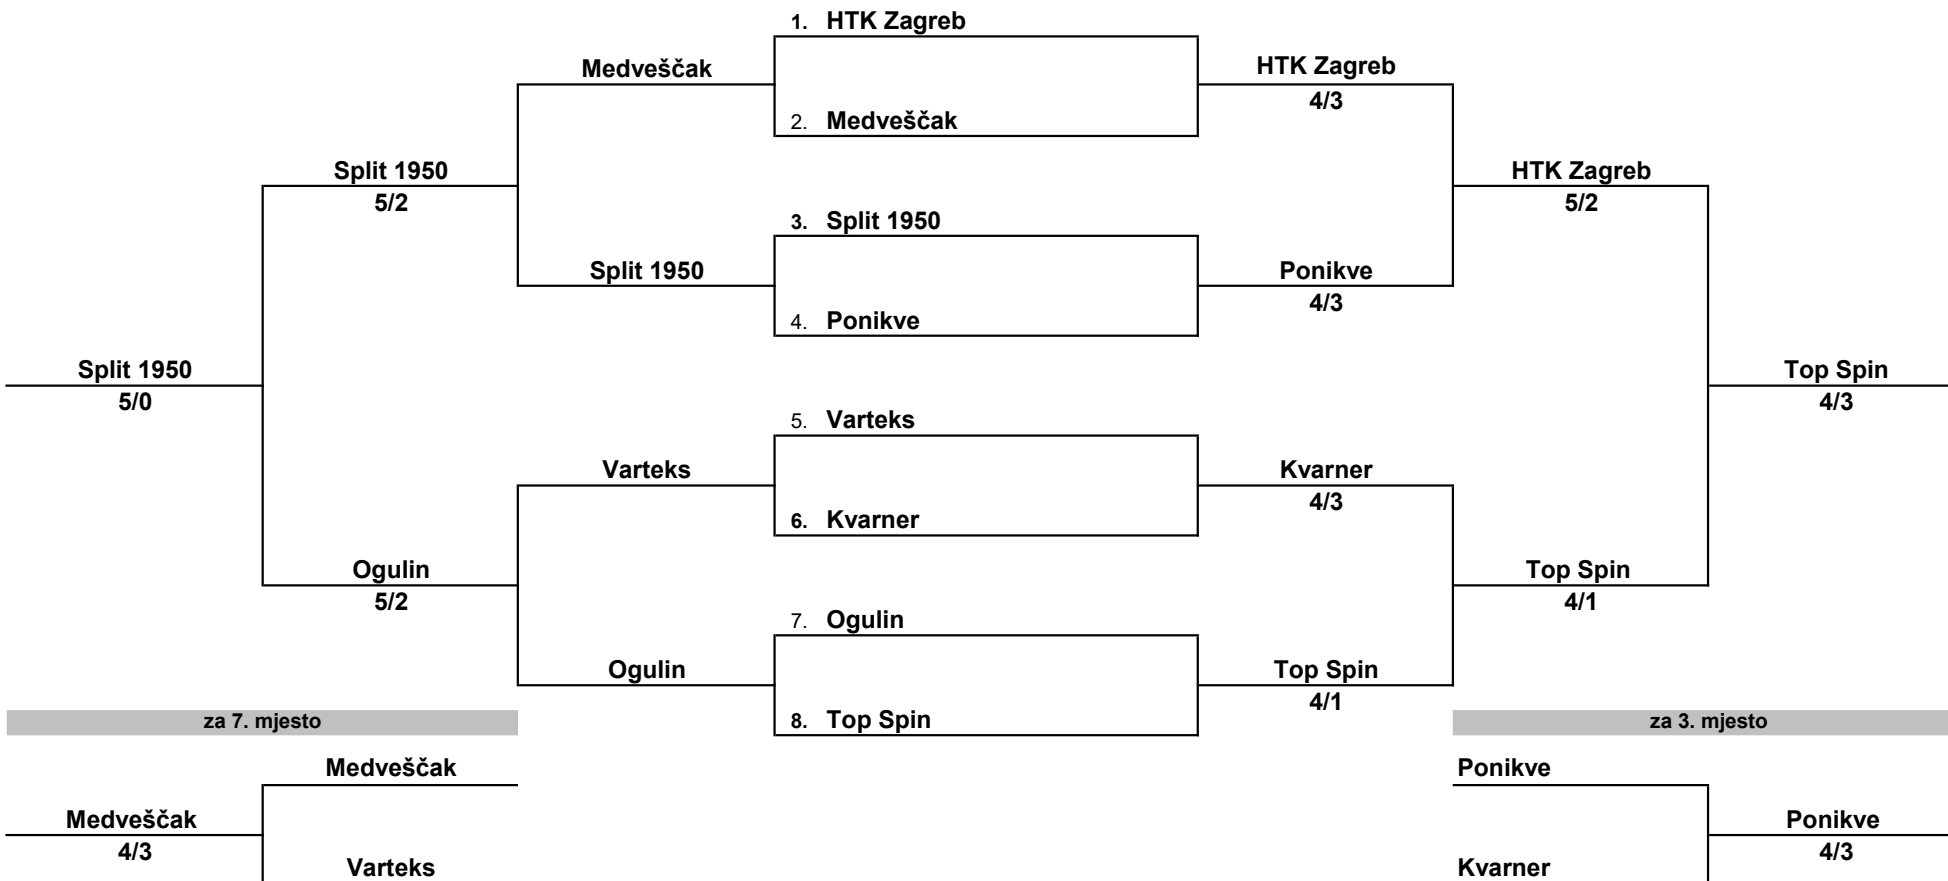 1. HTK Zagreb
Medveščak
HTK Zagreb
4/3
2. Medveščak
Split 1950
5/2
HTK Zagreb
5/2
3. Split 1950
Split 1950
Ponikve
4/3
4. Ponikve
Split 1950
5/0
Top Spin
4/3
5. Varteks
Varteks
Kvarner
4/3
6. Kvarner
Ogulin
5/2
Top Spin
4/1
7. Ogulin
Ogulin
Top Spin
4/1
8. Top Spin
za 7. mjesto
za 3. mjesto
Medveščak
Ponikve
Medveščak
4/3
Ponikve
4/3
Varteks
Kvarner